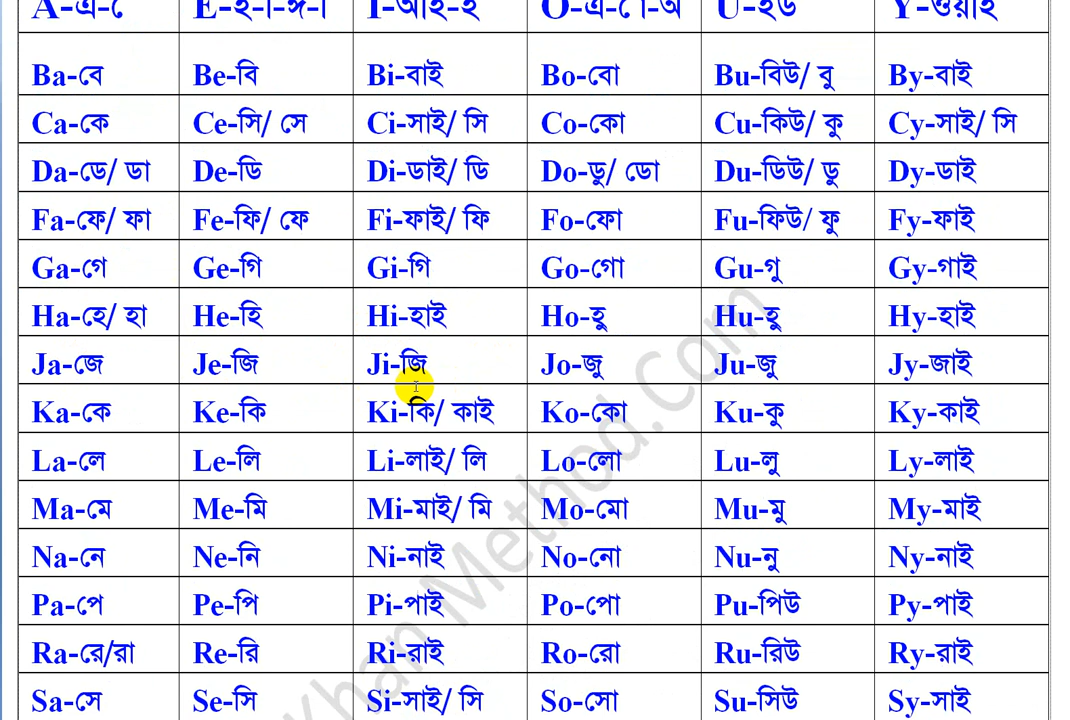 A-এ-ে E-ই-ি-ঈ-ী I-আই-ই O-ও-ো-অ U-ইউ Y-ওয়াই
Ba-বে Be-বি Bi-বাই Bo-বো Bu-বিউ/ বু By-বাই
Ca-কে Ce-সি/ সে Ci-সাই/ সি Co-কো Cu-কিউ/ কু Cy-সাই/ সি
Da-ডে/ ডা De-ডি Di-ডাই/ ডি Do-ডু/ ডো Du-ডিউ/ ডু Dy-ডাই
Fa-ফে/ ফা Fe-ফি/ ফে Fi-ফাই/ ফি Fo-ফো Fu-ফিউ/ ফু Fy-ফাই
Ga-গে Ge-গি Gi-গি Go-গো Gu-গু Gy-গাই
Ha-হে/ হা He-হি Hi-হাই Ho-হু Hu-হু Hy-হাই
Ja-জে Je-জি Ji-জি Jo-জু Ju-জু Jy-জাই
Ka-কে Ke-কি Ki-কি/ কাই Ko-কো Ku-কু Ky-কাই
La-লে Le-লি Li-লাই/ লি Lo-লো Lu-লু Ly-লাই
Ma-মে Me-মি Mi-মাই/ মি Mo-মো Mu-মু My-মাই
Na-নে Ne-নি Ni-নাই No-নো Nu-নু Ny-নাই
Pa-পে Pe-পি Pi-পাই Po-পো Pu-পিউ Py-পাই
Ra-রে/রা Re-রি Ri-রাই Ro-রো Ru-রিউ Ry-রাই
Sa-সে Se-সি Si-সাই/ সি So-সো Su-সিউ Sy-সাই
Khan Method.Com